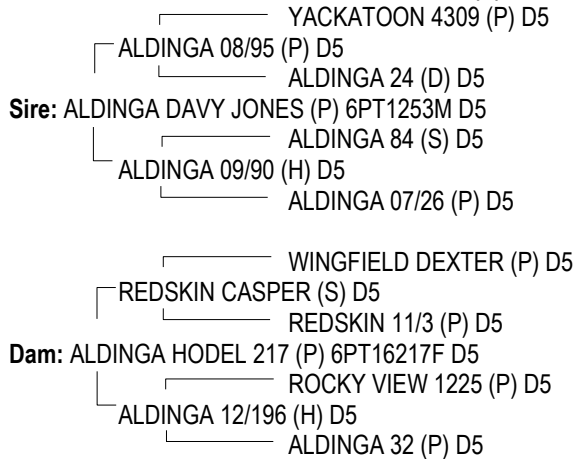 YACKATOON 4309 (P) D5
ALDINGA 08/95 (P) D5
ALDINGA 24 (D) D5
Sire: ALDINGA DAVY JONES (P) 6PT1253M D5
ALDINGA 84 (S) D5
ALDINGA 09/90 (H) D5
ALDINGA 07/26 (P) D5
WINGFIELD DEXTER (P) D5
REDSKIN CASPER (S) D5
REDSKIN 11/3 (P) D5
Dam: ALDINGA HODEL 217 (P) 6PT16217F D5
ROCKY VIEW 1225 (P) D5
ALDINGA 12/196 (H) D5
ALDINGA 32 (P) D5